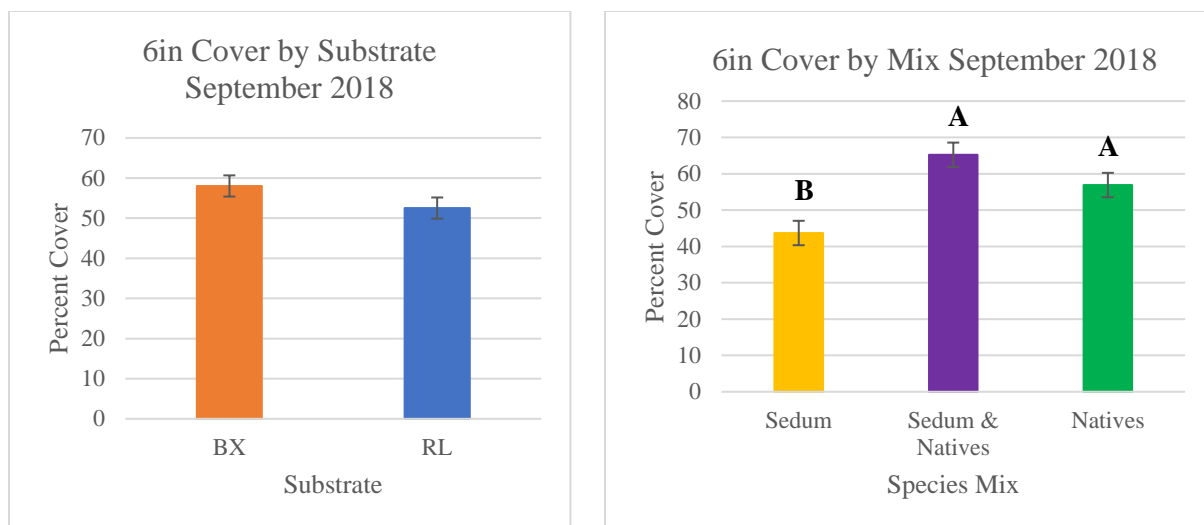 6in Cover by Substrate
September 2018
70
60
50
40
30
20
10
0
Percent Cover
BX
RL
Substrate
6in Cover by Mix September 2018
80
70
60
50
40
30
20
10
0
Percent Cover
B
A
A
Sedum
Sedum &
Natives
Natives
Species Mix